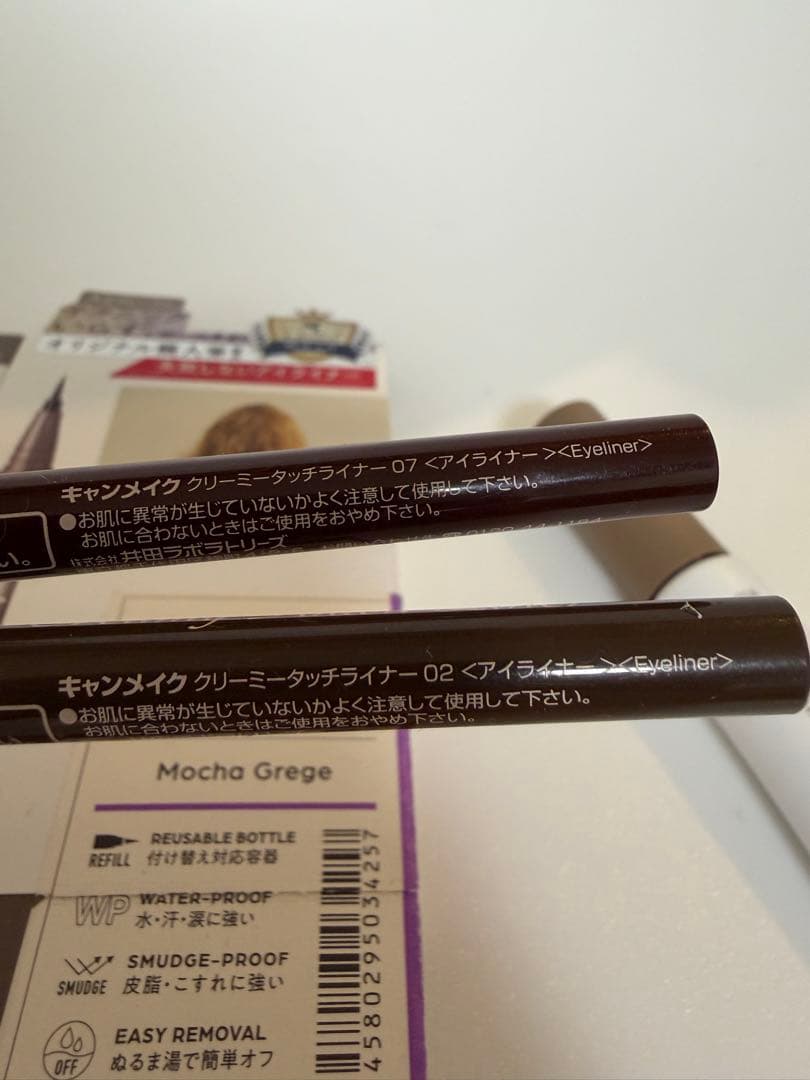 キャンメイク クリーミータッチライナー 07 <アイライナー ><Eyeliner>
●お肌に異常が生じていないかよく注意して使用して下さい。
お肌に合わないときはご使用をおやめ下さい。
株式会社 井田ラボラトリーズ
い。
キャンメイク クリーミータッチライナー 02 <アイライナー ><Eyeliner>
●お肌に異常が生じていないかよく注意して使用して下さい。
お肌に合わないときはご使用をおやめ下さい。
Mocha Grege
REUSABLE BOTTLE
REFILL 付け替え対応容器
WP WATER-PROOF
水・汗・涙に強い
SMUDGE-PROOF
SMUDGE 皮脂・こすれに強い
EASY REMOVAL
OFF ぬるま湯で簡単オフ
4580295034257